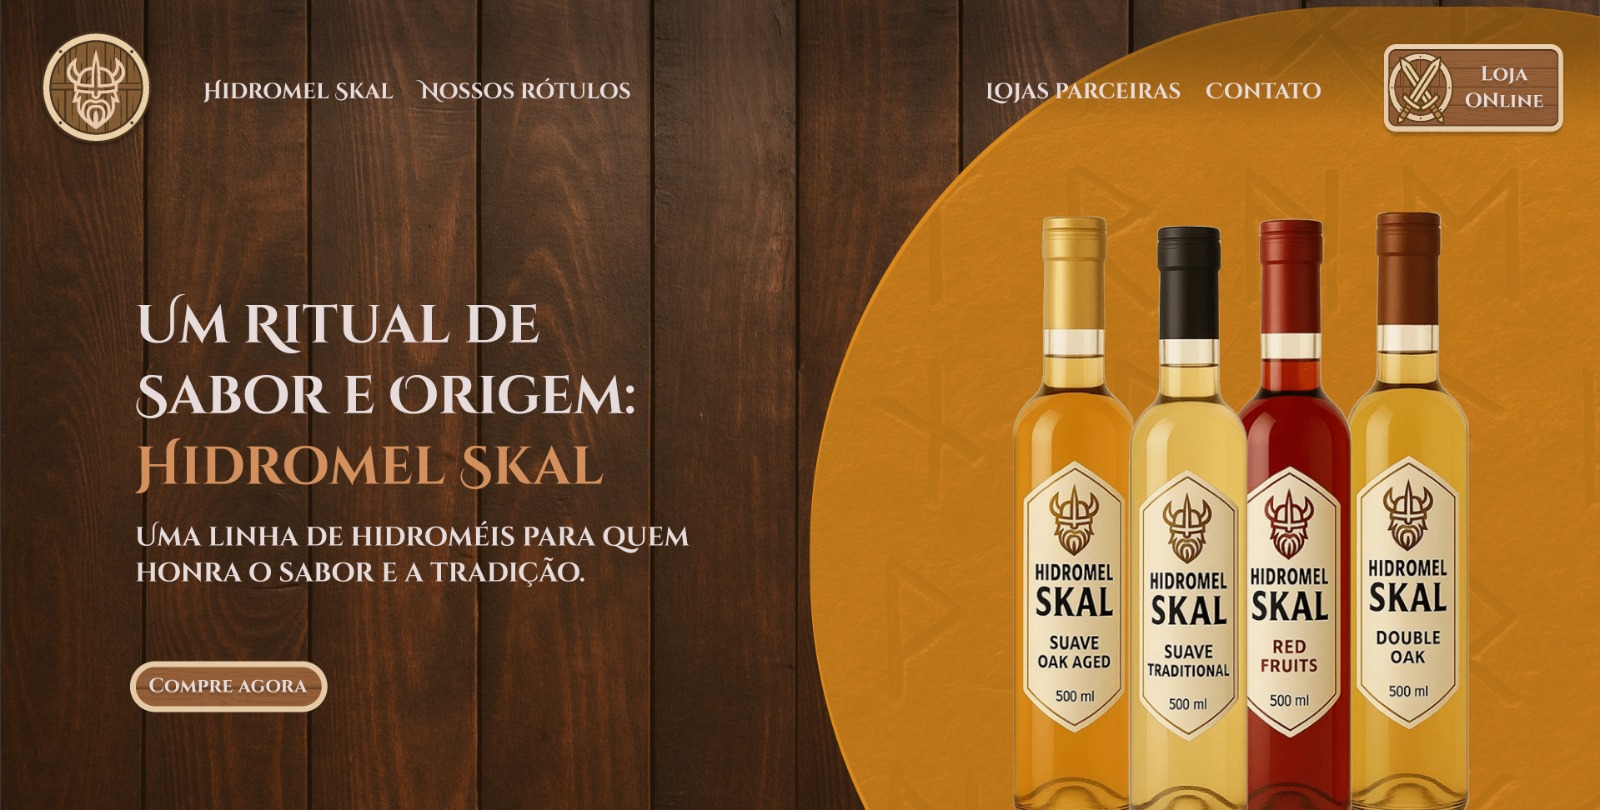 Hidromel Skal
Nossos rótulos
Lojas parceiras
Contato
Loja
Online
Um Ritual de
Sabor e Origem:
Hidromel Skal
Uma linha de hidroméis para quem
honra o sabor e a tradição.
Compre agora
HIDROMEL
SKAL
SUAVE
OAK AGED
500 ml
HIDROMEL
SKAL
SUAVE
TRADITIONAL
500 ml
HIDROMEL
SKAL
RED
FRUITS
500 ml
HIDROMEL
SKAL
DOUBLE
OAK
500 ml